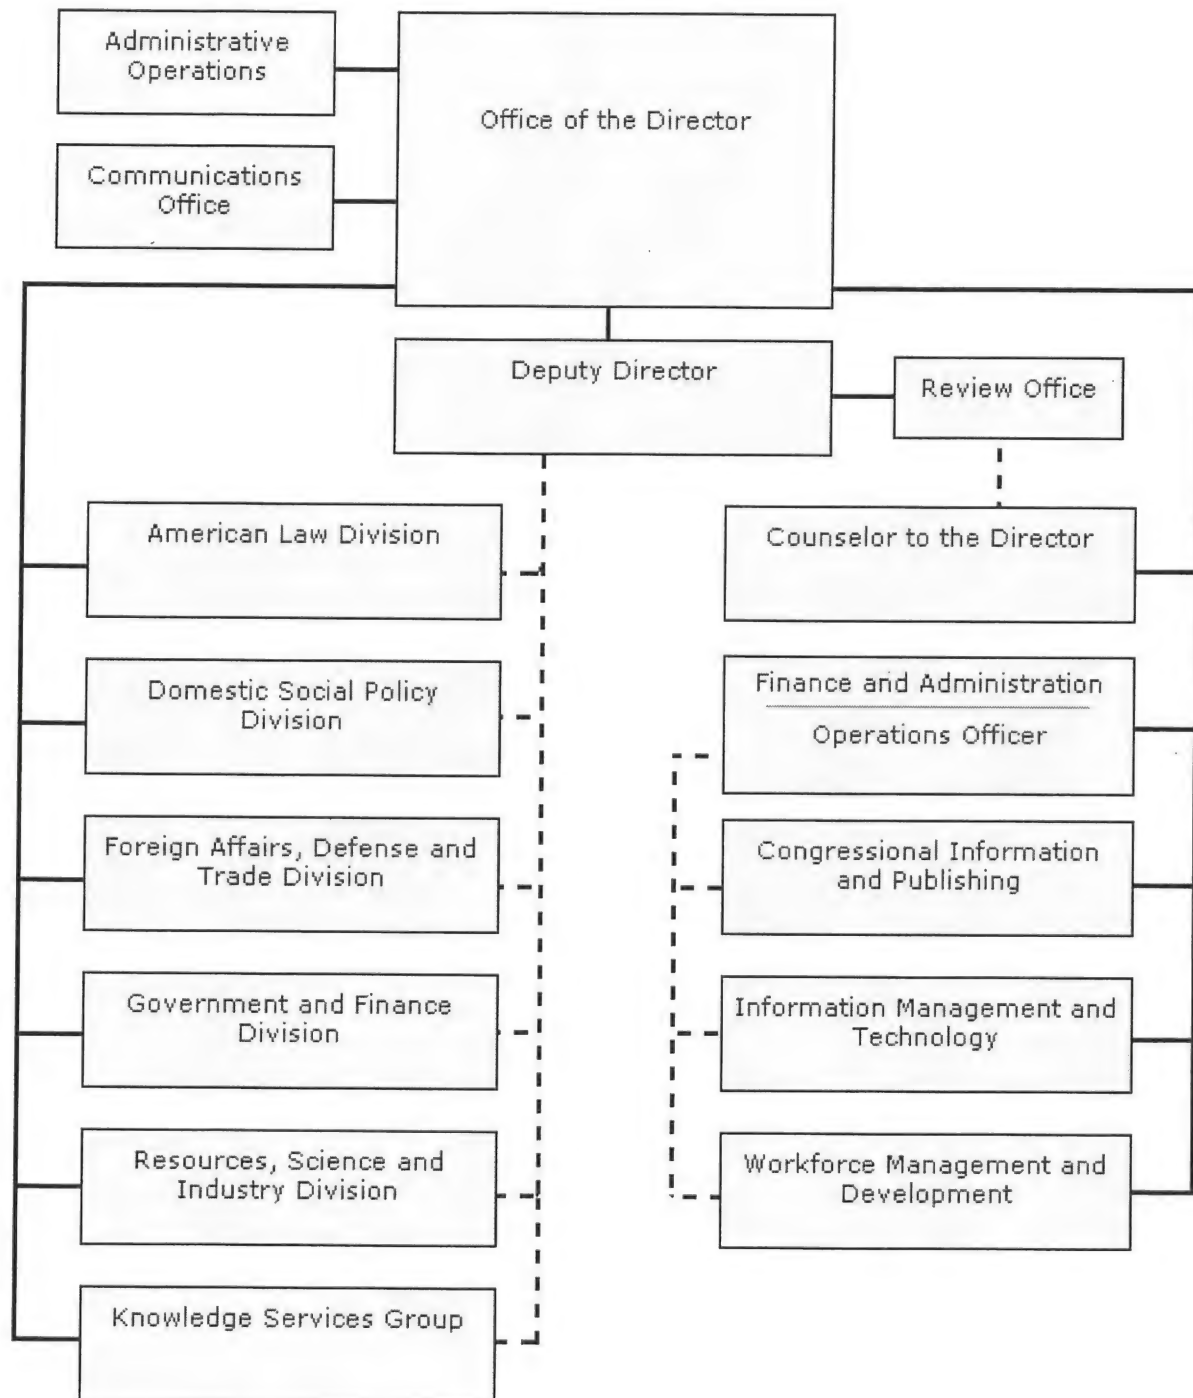 Administrative
Operations
Office of the Director
Communications
Office
Deputy Director
Review Office
American Law Division
Counselor to the Director
Domestic Social Policy
Division
Finance and Administration
Operations Officer
Foreign Affairs, Defense and
Trade Division
Congressional Information
and Publishing
Government and Finance
Division
Information Management and
Technology
Resources, Science and
Industry Division
Workforce Management and
Development
Knowledge Services Group